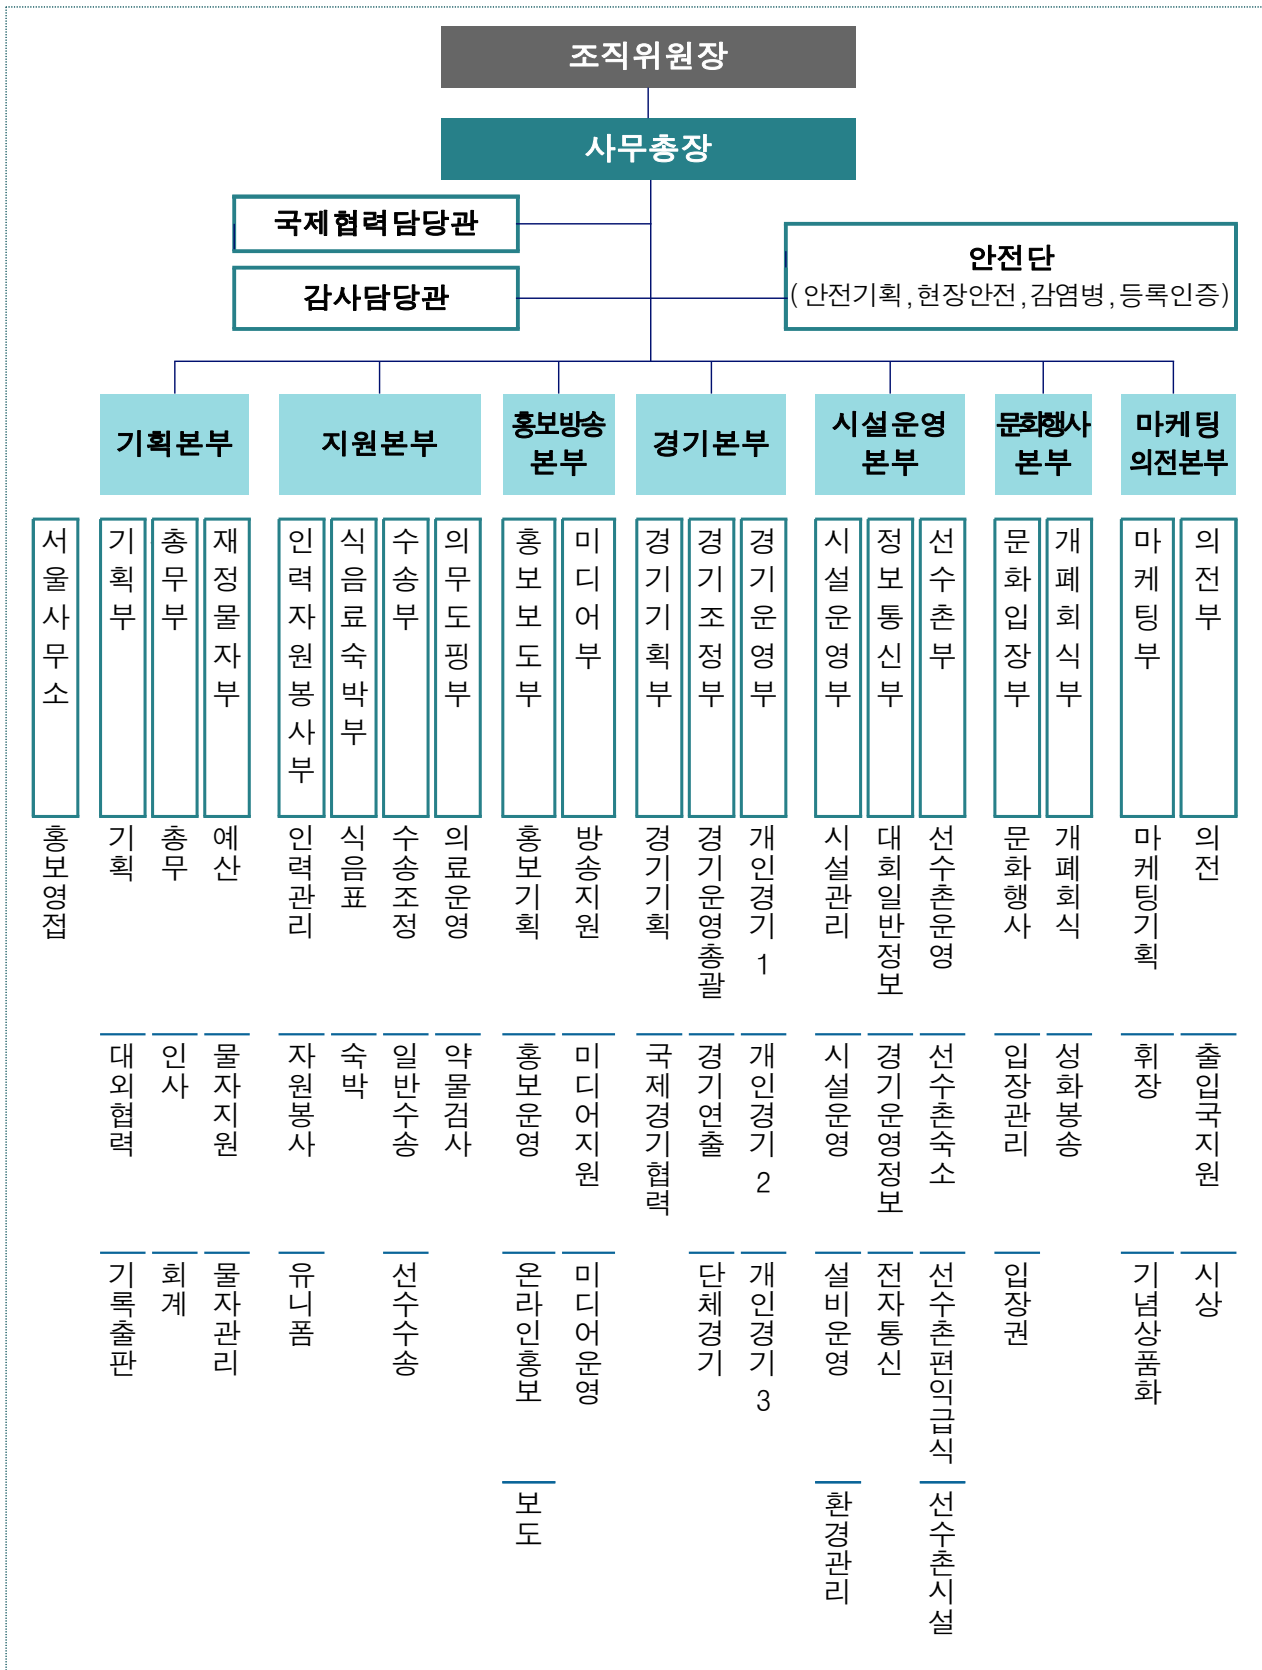 조직위원장
사무총장
국제협력담당관
감사담당관
안전단
(안전기획,현장안전,감염병,등록인증)
기획본부
지원본부
홍보방송
본부
경기본부
시설운영
본부
문화행사
본부
마케팅
의전본부
서울사무소
기획부
총무부
재정물자부
인력자원봉사부
식음료숙박부
수송부
의무도핑부
홍보보도부
미디어부
경기기획부
경기조정부
경기운영부
시설운영부
정보통신부
선수촌부
문화입장부
개폐회식부
마케팅부
의전부
홍보영접
기획
총무
예산
인력관리
식음표
수송조정
의료운영
홍보기획
방송지원
경기기획
경기운영총괄
개인경기1
시설관리
대회일반정보
선수촌운영
문화행사
개폐회식
마케팅기획
의전
대외협력
인사
물자지원
자원봉사
숙박
일반수송
약물검사
홍보운영
미디어지원
국제경기협력
경기연출
개인경기2
시설운영
경기운영정보
선수촌숙소
입장관리
성화봉송
휘장
출입국지원
기록출판
회계
물자관리
유니폼
선수수송
온라인홍보
미디어운영
단체경기
개인경기3
설비운영
전자통신
선수촌편익급식
입장권
기념상품화
시상
보도
환경관리
선수촌시설